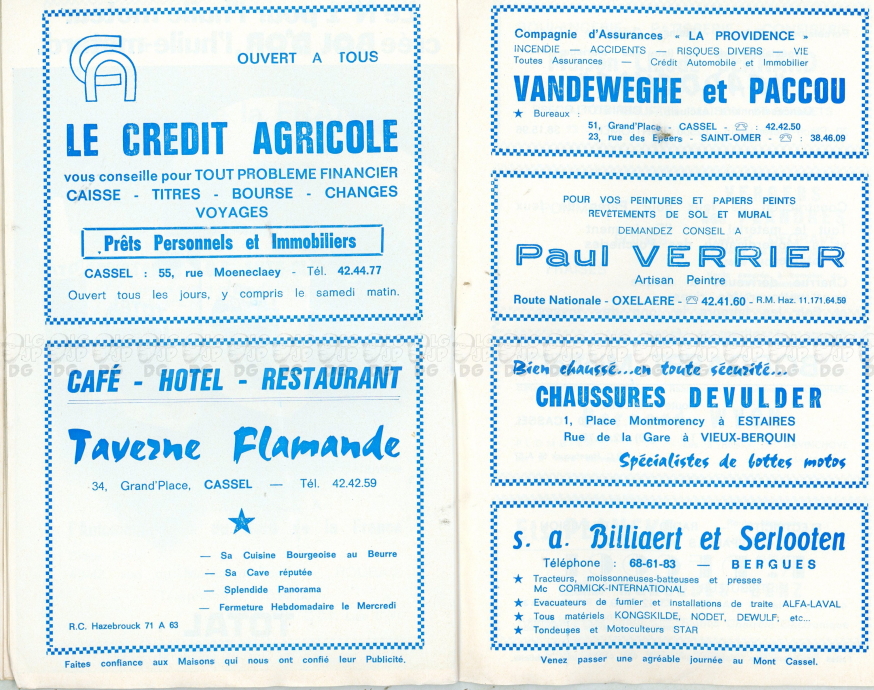 CA
OUVERT A TOUS
LE CREDIT AGRICOLE
vous conseille pour TOUT PROBLEME FINANCIER
CAISSE - TITRES - BOURSE - CHANGES
VOYAGES
Prêts Personnels et Immobiliers
CASSEL : 55, rue Moeneclaey - Tél. 42.44.77
Ouvert tous les jours, y compris le samedi matin.
CAFÉ - HOTEL - RESTAURANT
Taverne Flamande
34, Grand'Place, CASSEL — Tél. 42.42.59
— Sa Cuisine Bourgeoise au Beurre
— Sa Cave réputée
— Splendide Panorama
— Fermeture Hebdomadaire le Mercredi
R.C. Hazebrouck 71 A 63
Faites confiance aux Maisons qui nous ont confié leur Publicité.
Compagnie d'Assurances « LA PROVIDENCE »
INCENDIE — ACCIDENTS — RISQUES DIVERS — VIE
Toutes Assurances — Crédit Automobile et Immobilier
VANDEWEGHE et PACCOU
★ Bureaux :
51, Grand'Place - CASSEL - ☏ : 42.42.50
23, rue des Epeers - SAINT-OMER - ☏ : 38.46.09
POUR VOS PEINTURES ET PAPIERS PEINTS
REVÊTEMENTS DE SOL ET MURAL
DEMANDEZ CONSEIL A
Paul VERRIER
Artisan Peintre
Route Nationale - OXELAERE - ☏ 42.41.60 - R.M. Haz. 11.171.64.59
Bien chaussé...en toute sécurité...
CHAUSSURES DEVULDER
1, Place Montmorency à ESTAIRES
Rue de la Gare à VIEUX-BERQUIN
Spécialistes de bottes motos
s. a. Billiaert et Serlooten
Téléphone : 68-61-83 — BERGUES
★ Tracteurs, moissonneuses-batteuses et presses
Mc CORMICK-INTERNATIONAL
★ Evacuateurs de fumier et installations de traite ALFA-LAVAL
★ Tous matériels KONGSKILDE, NODET, DEWULF, etc...
★ Tondeuses et Motoculteurs STAR
Venez passer une agréable journée au Mont Cassel.